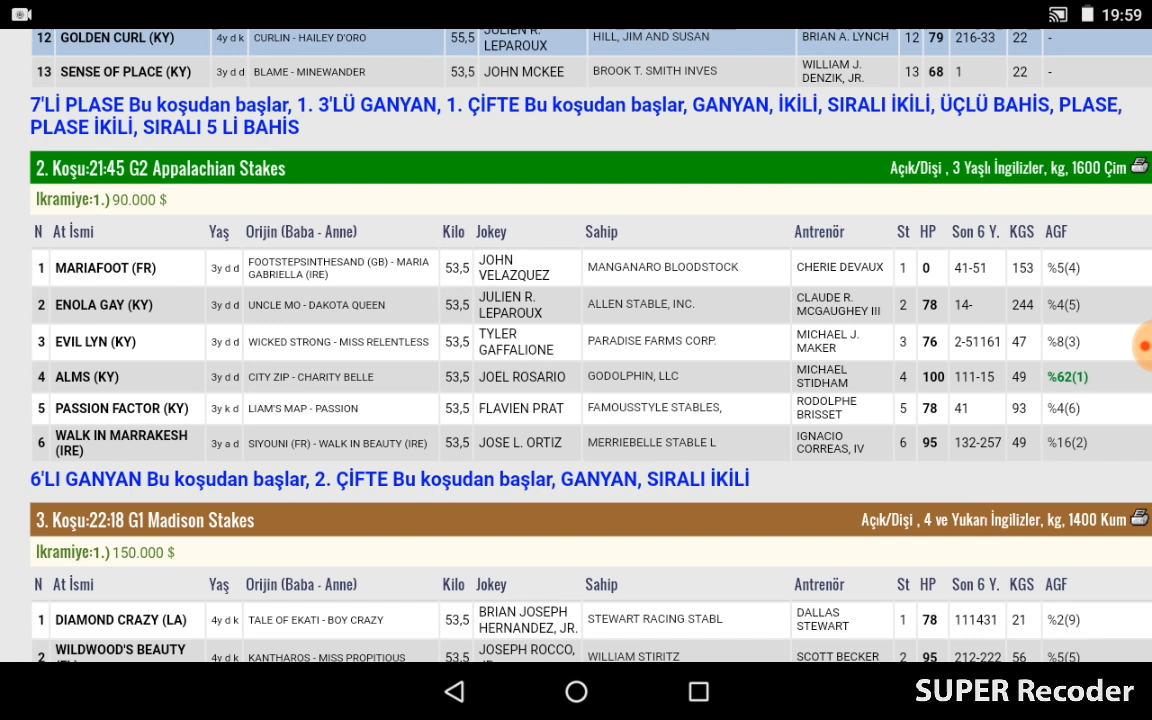 19:59
12 GOLDEN CURL (KY) 4y d k CURLIN - HAILEY D'ORO 55,5 JULIEN R. LEPAROUX HILL, JIM AND SUSAN BRIAN A. LYNCH 12 79 216-33 22 -
13 SENSE OF PLACE (KY) 3y d d BLAME - MINEWANDER 53,5 JOHN MCKEE BROOK T. SMITH INVES WILLIAM J. DENZIK, JR. 13 68 1 22 -
7'Lİ PLASE Bu koşudan başlar, 1. 3'LÜ GANYAN, 1. ÇİFTE Bu koşudan başlar, GANYAN, İKİLİ, SIRALI İKİLİ, ÜÇLÜ BAHİS, PLASE,
PLASE İKİLİ, SIRALI 5 Lİ BAHİS
2. Koşu:21:45 G2 Appalachian Stakes Açık/Dişi , 3 Yaşlı İngilizler, kg, 1600 Çim
Ikramiye:1.) 90.000 $
N At İsmi Yaş Orijin (Baba - Anne) Kilo Jokey Sahip Antrenör St HP Son 6 Y. KGS AGF
1 MARIAFOOT (FR) 3y d d FOOTSTEPSINTHESAND (GB) - MARIA GABRIELLA (IRE) 53,5 JOHN VELAZQUEZ MANGANARO BLOODSTOCK CHERIE DEVAUX 1 0 41-51 153 %5(4)
2 ENOLA GAY (KY) 3y d d UNCLE MO - DAKOTA QUEEN 53,5 JULIEN R. LEPAROUX ALLEN STABLE, INC. CLAUDE R. MCGAUGHEY III 2 78 14- 244 %4(5)
3 EVIL LYN (KY) 3y d d WICKED STRONG - MISS RELENTLESS 53,5 TYLER GAFFALIONE PARADISE FARMS CORP. MICHAEL J. MAKER 3 76 2-51161 47 %8(3)
4 ALMS (KY) 3y d d CITY ZIP - CHARITY BELLE 53,5 JOEL ROSARIO GODOLPHIN, LLC MICHAEL STIDHAM 4 100 111-15 49 %62(1)
5 PASSION FACTOR (KY) 3y k d LIAM'S MAP - PASSION 53,5 FLAVIEN PRAT FAMOUSSTYLE STABLES, RODOLPHE BRISSET 5 78 41 93 %4(6)
6 WALK IN MARRAKESH (IRE) 3y a d SIYOUNI (FR) - WALK IN BEAUTY (IRE) 53,5 JOSE L. ORTIZ MERRIEBELLE STABLE L IGNACIO CORREAS, IV 6 95 132-257 49 %16(2)
6'LI GANYAN Bu koşudan başlar, 2. ÇİFTE Bu koşudan başlar, GANYAN, SIRALI İKİLİ
3. Koşu:22:18 G1 Madison Stakes Açık/Dişi , 4 ve Yukarı İngilizler, kg, 1400 Kum
Ikramiye:1.) 150.000 $
N At İsmi Yaş Orijin (Baba - Anne) Kilo Jokey Sahip Antrenör St HP Son 6 Y. KGS AGF
1 DIAMOND CRAZY (LA) 4y d k TALE OF EKATI - BOY CRAZY 53,5 BRIAN JOSEPH HERNANDEZ, JR. STEWART RACING STABL DALLAS STEWART 1 78 111431 21 %2(9)
2 WILDWOOD'S BEAUTY 4y d k KANTHAROS - MISS PROPITIOUS 53,5 JOSEPH ROCCO, WILLIAM STIRITZ SCOTT BECKER 2 95 212-222 56 %5(5)
SUPER Recoder